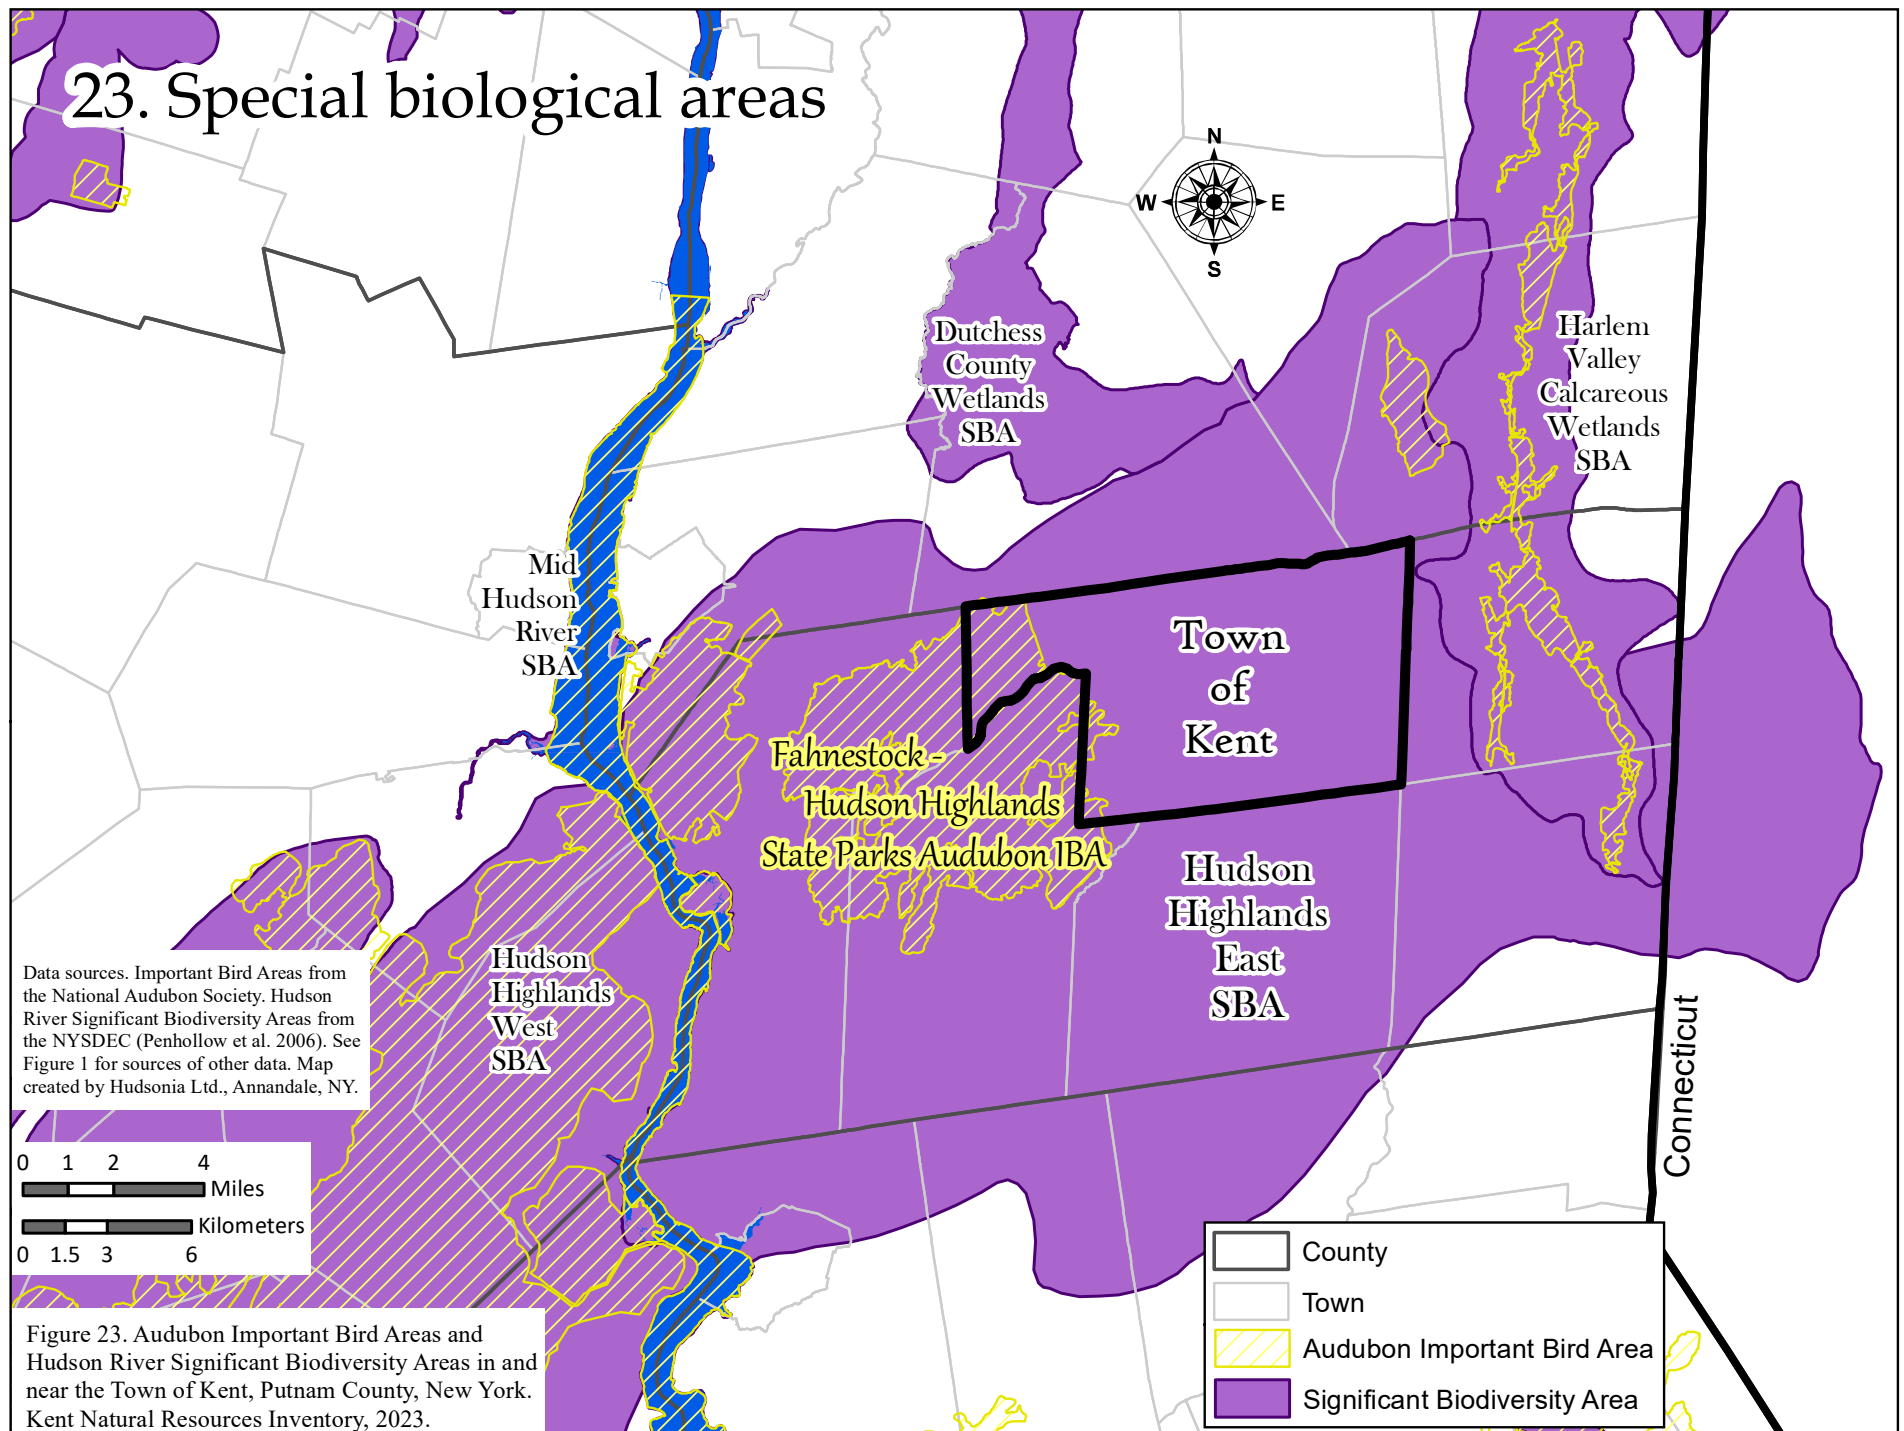 23. Special biological areas
N
W
E
S
Dutchess
County
Wetlands
SBA
Harlem
Valley
Calcareous
Wetlands
SBA
Mid
Hudson
River
SBA
Town
of
Kent
Fahnestock -
Hudson Highlands
State Parks Audubon IBA
Hudson
Highlands
East
SBA
Hudson
Highlands
West
SBA
Connecticut
Data sources. Important Bird Areas from
the National Audubon Society. Hudson
River Significant Biodiversity Areas from
the NYSDEC (Penhollow et al. 2006). See
Figure 1 for sources of other data. Map
created by Hudsonia Ltd., Annandale, NY.
0 1 2 4
Miles
Kilometers
0 1.5 3 6
County
Town
Audubon Important Bird Area
Significant Biodiversity Area
Figure 23. Audubon Important Bird Areas and
Hudson River Significant Biodiversity Areas in and
near the Town of Kent, Putnam County, New York.
Kent Natural Resources Inventory, 2023.